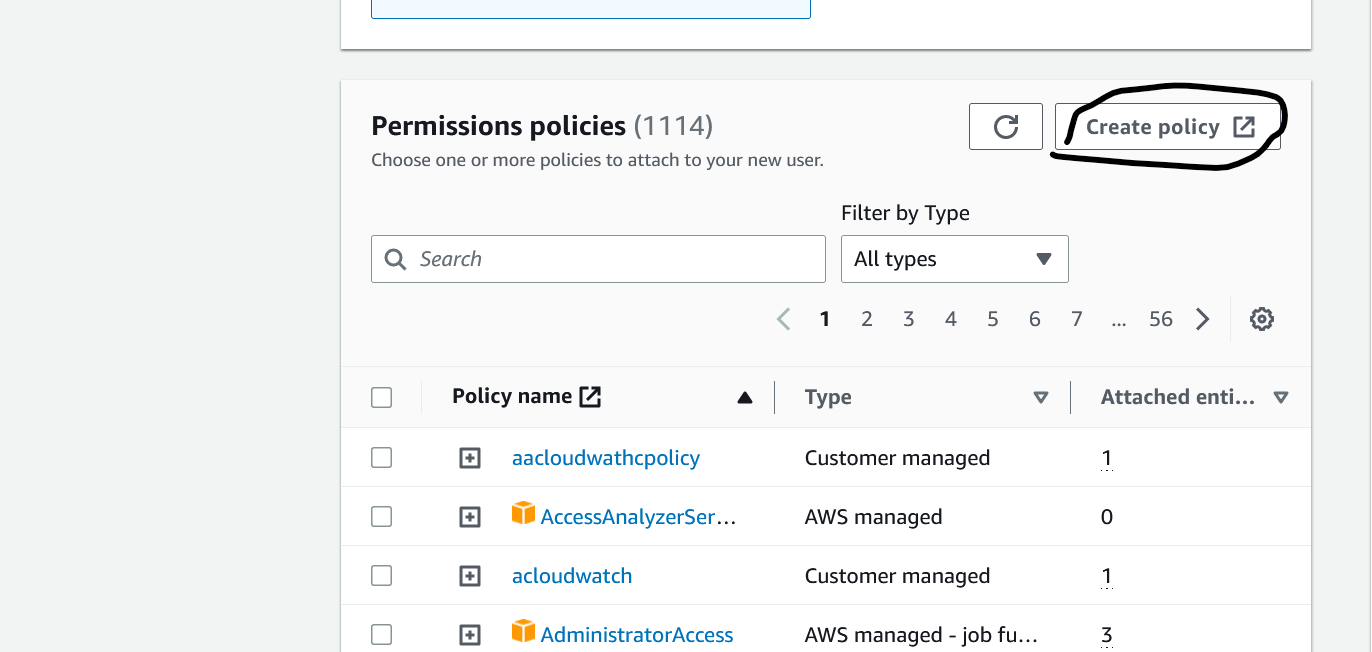 Permissions policies (1114)
Create policy
Choose one or more policies to attach to your new user.
Filter by Type
Search
All types
1 2 3 4 5 6 7 ... 56
Policy name Type Attached enti...
aacloudwathcpolicy Customer managed 1
AccessAnalyzerSer... AWS managed 0
acloudwatch Customer managed 1
AdministratorAccess AWS managed - job fu... 3